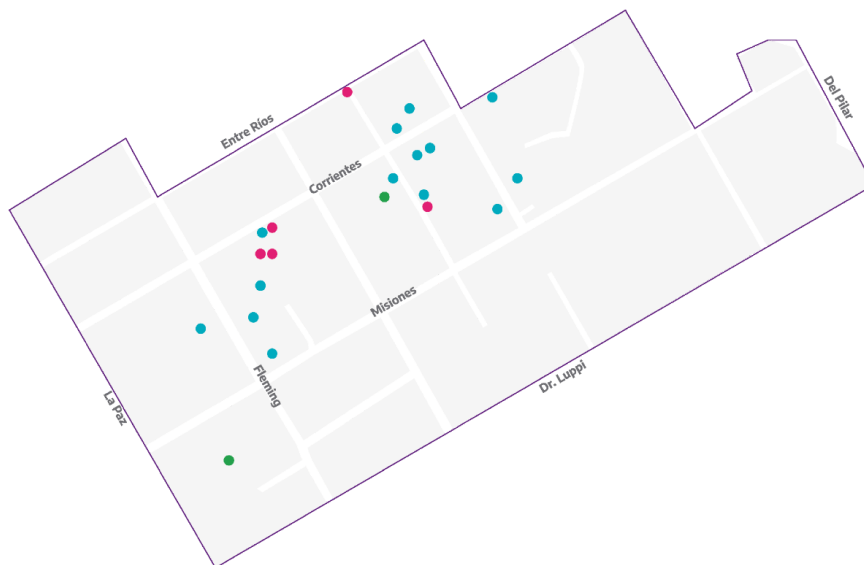 Entre Ríos
Del Pilar
Corrientes
Misiones
La Paz
Fleming
Dr. Luppi